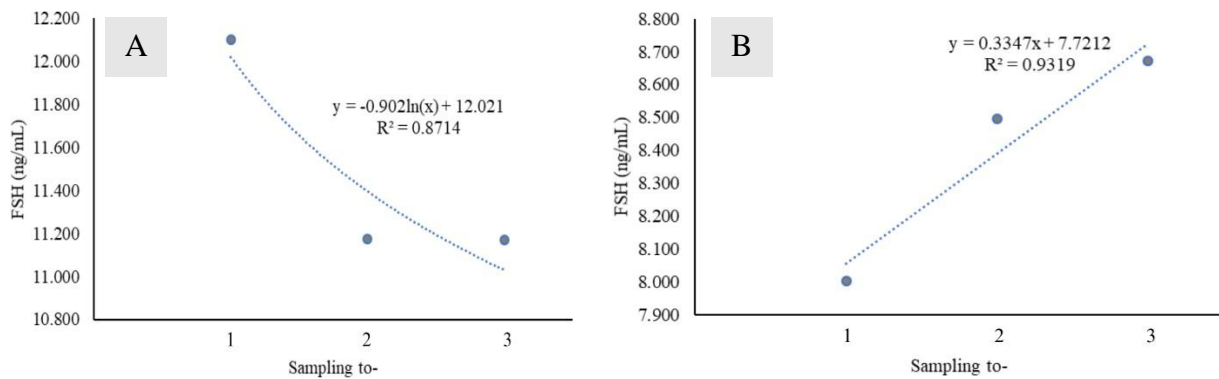 A
12.200
12.000
11.800
11.600
11.400
11.200
11.000
10.800
FSH (ng/mL)
y = -0.902ln(x) + 12.021
R² = 0.8714
1 2 3
Sampling to-
B
8.800
8.700
8.600
8.500
8.400
8.300
8.200
8.100
8.000
7.900
FSH (ng/mL)
y = 0.3347x + 7.7212
R² = 0.9319
1 2 3
Sampling to-